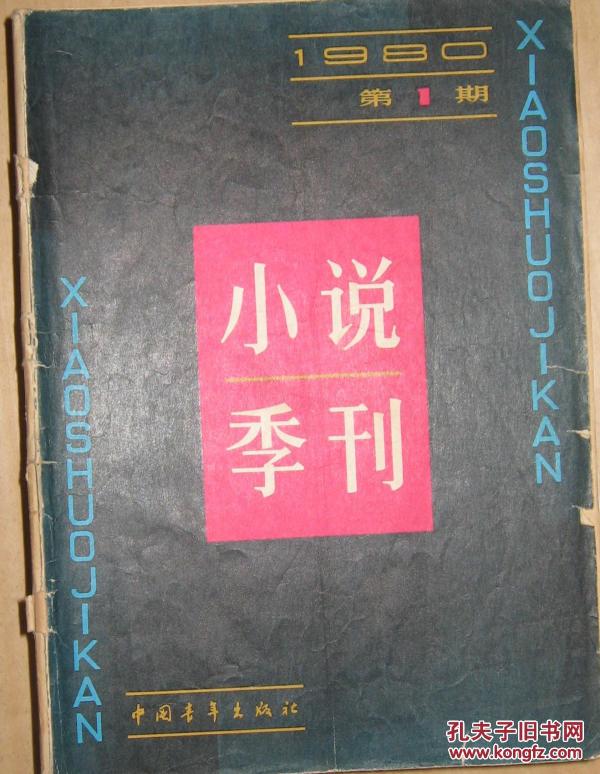 1980
第1期
XIAOSHUOJIKAN
小说
季刊
XIAOSHUOJIKAN
中国青年出版社
孔夫子旧书网
www.kongfz.com